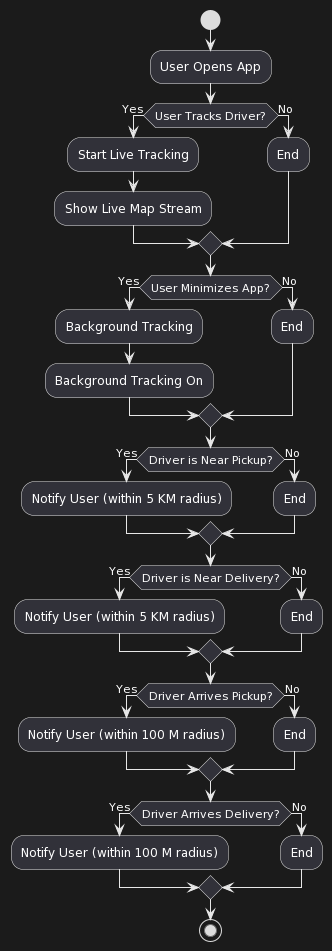 User Opens App
Yes
User Tracks Driver?
No
Start Live Tracking
End
Show Live Map Stream
Yes
User Minimizes App?
No
Background Tracking
End
Background Tracking On
Yes
Driver is Near Pickup?
No
Notify User (within 5 KM radius)
End
Yes
Driver is Near Delivery?
No
Notify User (within 5 KM radius)
End
Yes
Driver Arrives Pickup?
No
Notify User (within 100 M radius)
End
Yes
Driver Arrives Delivery?
No
Notify User (within 100 M radius)
End